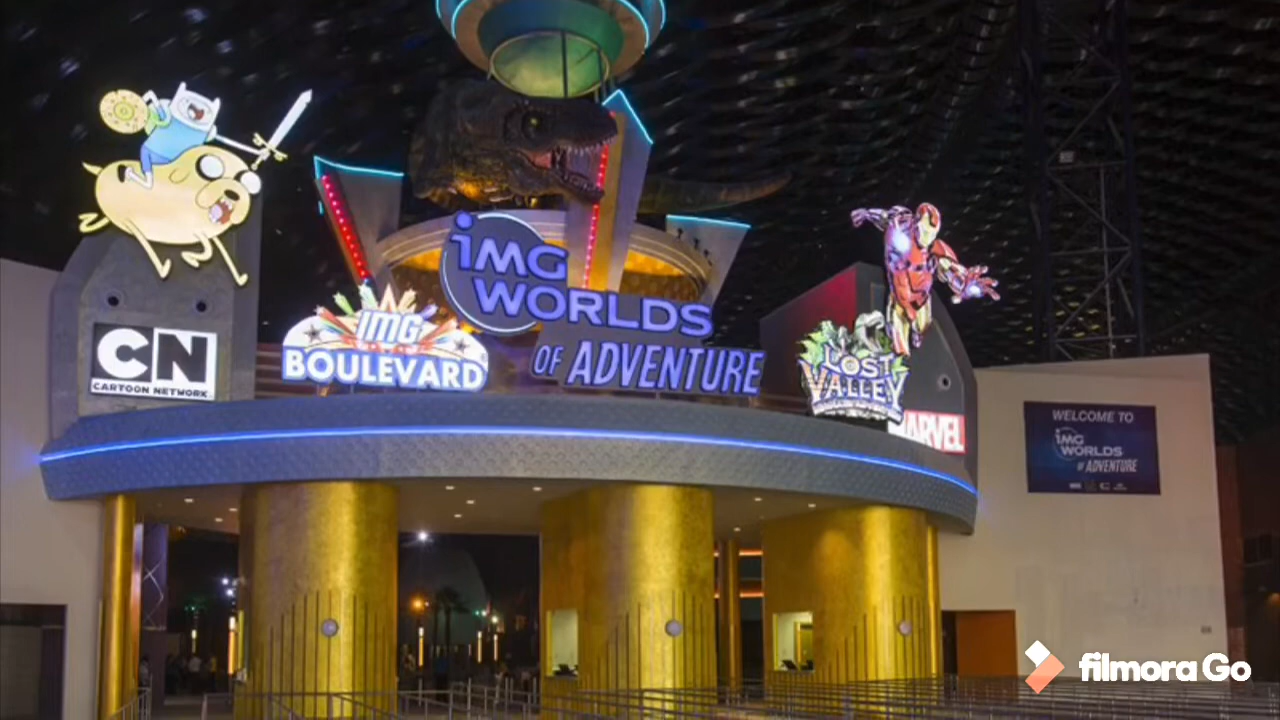 CN
CARTOON NETWORK
IMG
BOULEVARD
iMG
WORLDS
OF ADVENTURE
LOST
VALLEY
MARVEL
WELCOME TO
iMG
WORLDS
OF ADVENTURE
filmora Go